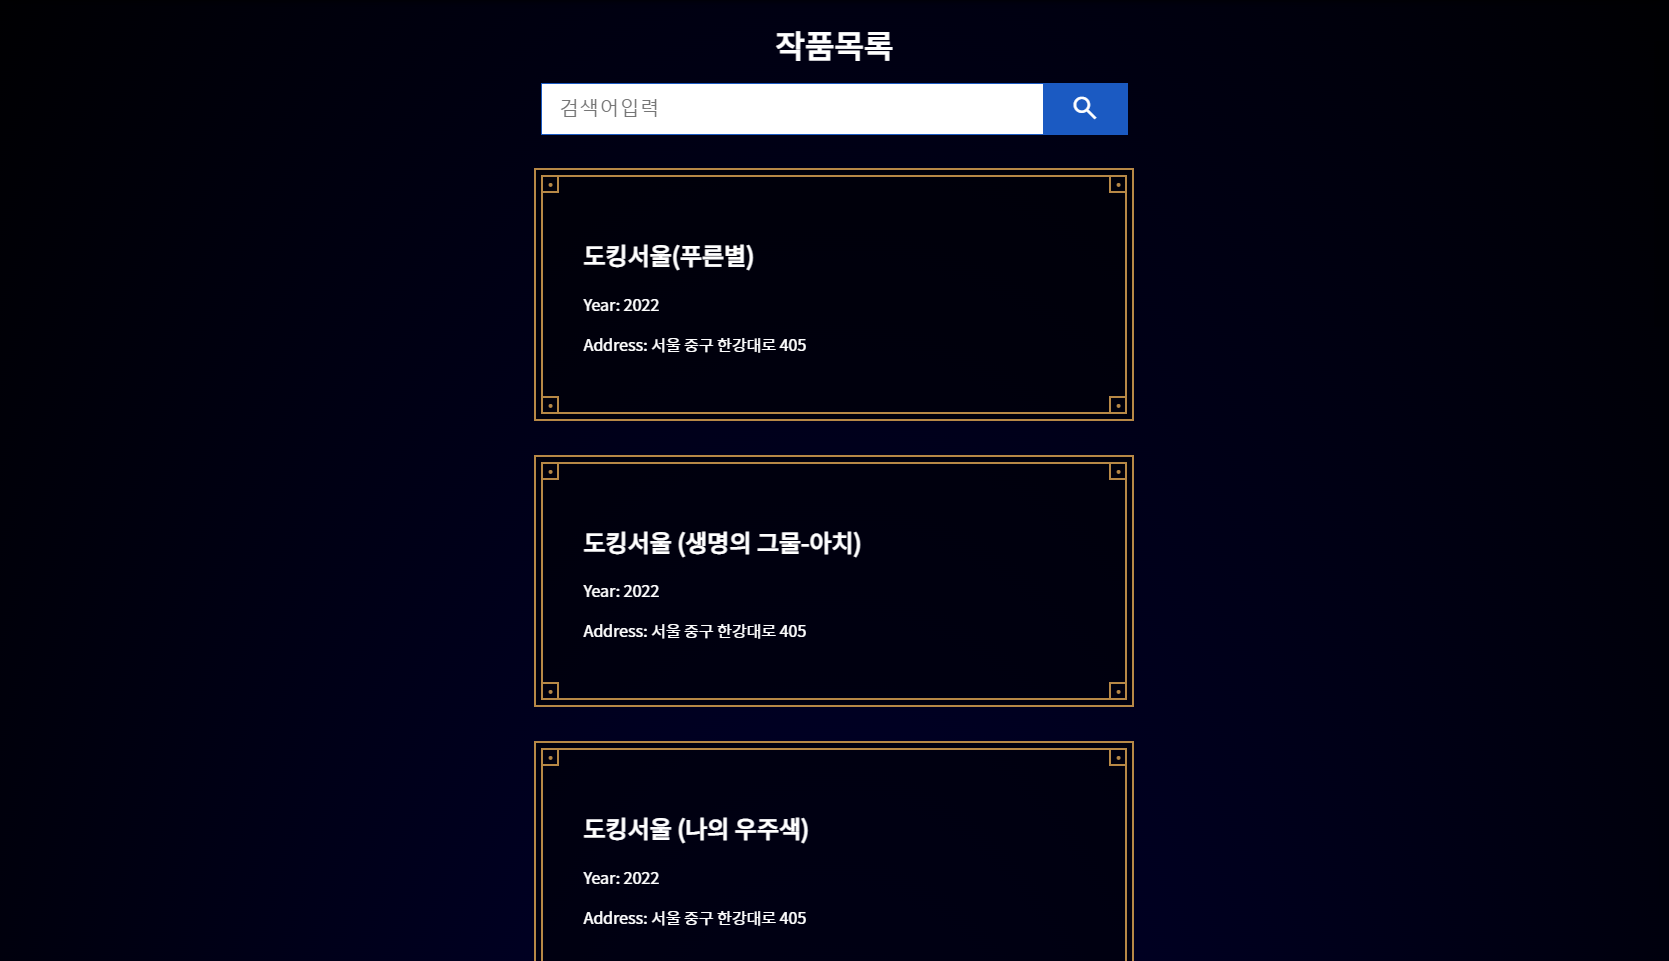 작품목록
검색어입력
도킹서울(푸른별)
Year: 2022
Address: 서울 중구 한강대로 405
도킹서울 (생명의 그물-아치)
Year: 2022
Address: 서울 중구 한강대로 405
도킹서울 (나의 우주색)
Year: 2022
Address: 서울 중구 한강대로 405